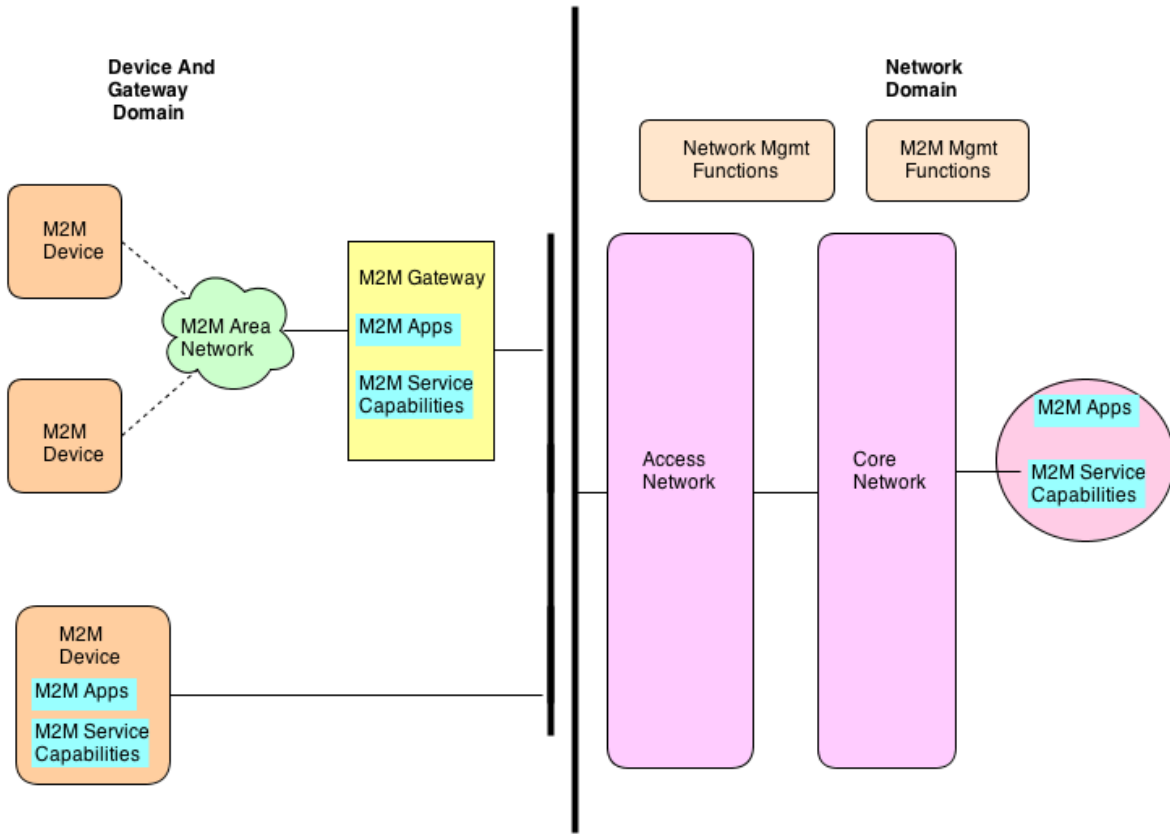 Device And
Gateway
Domain
M2M
Device
M2M
Device
M2M Area
Network
M2M Gateway
M2M Apps
M2M Service
Capabilities
M2M
Device
M2M Apps
M2M Service
Capabilities
Network
Domain
Network Mgmt
Functions
M2M Mgmt
Functions
Access
Network
Core
Network
M2M Apps
M2M Service
Capabilities